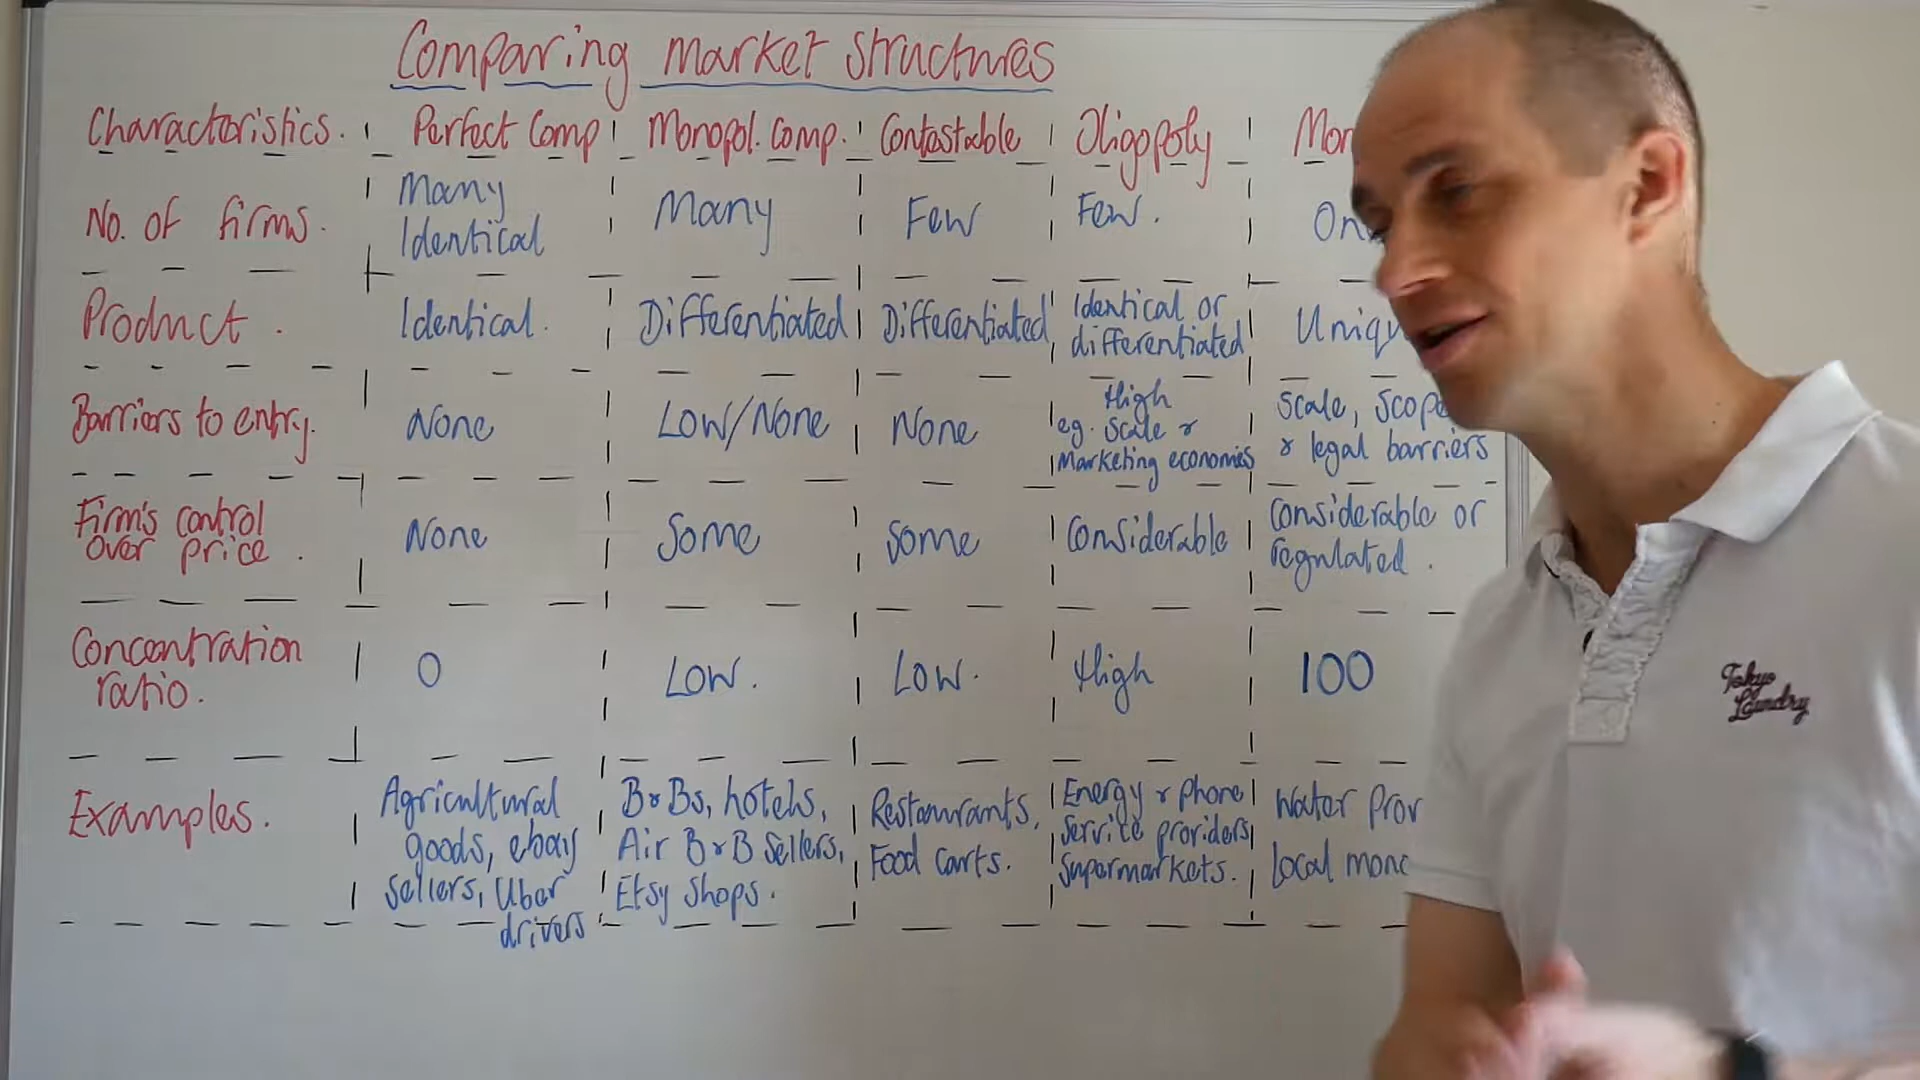 Comparing market structures
Characteristics. Perfect Comp Monopol. Comp. Contestable Oligopoly
No. of firms.
Many
Identical
Many
Few
Few.
Product.
Identical.
Differentiated
Differentiated
Identical or
differentiated
Barriers to entry.
None
Low/None
None
High
eg. scale &
Marketing economies
Scale, Scope
& legal barriers
Firm's control
over price.
None
Some
Some
Considerable
Considerable or
regulated.
Concentration
ratio.
0
Low.
Low.
High
100
Examples.
Agricultural
goods, ebay
sellers, Uber
drivers
B&Bs, hotels,
Air B&B sellers,
Etsy shops.
Restaurants,
Food carts.
Energy & phone
service providers
Supermarkets.
Water
Local
Tokyo
Laundry